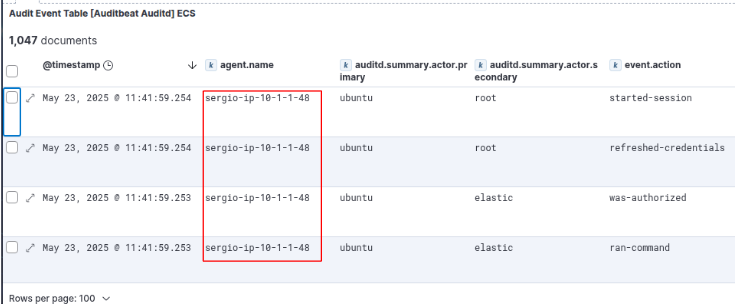 Audit Event Table [Auditbeat Auditd] ECS
1,047 documents
@timestamp k agent.name k auditd.summary.actor.pr k auditd.summary.actor.s k event.action
imary econdary
May 23, 2025 @ 11:41:59.254 sergio-ip-10-1-1-48 ubuntu root started-session
May 23, 2025 @ 11:41:59.254 sergio-ip-10-1-1-48 ubuntu root refreshed-credentials
May 23, 2025 @ 11:41:59.253 sergio-ip-10-1-1-48 ubuntu elastic was-authorized
May 23, 2025 @ 11:41:59.253 sergio-ip-10-1-1-48 ubuntu elastic ran-command
Rows per page: 100